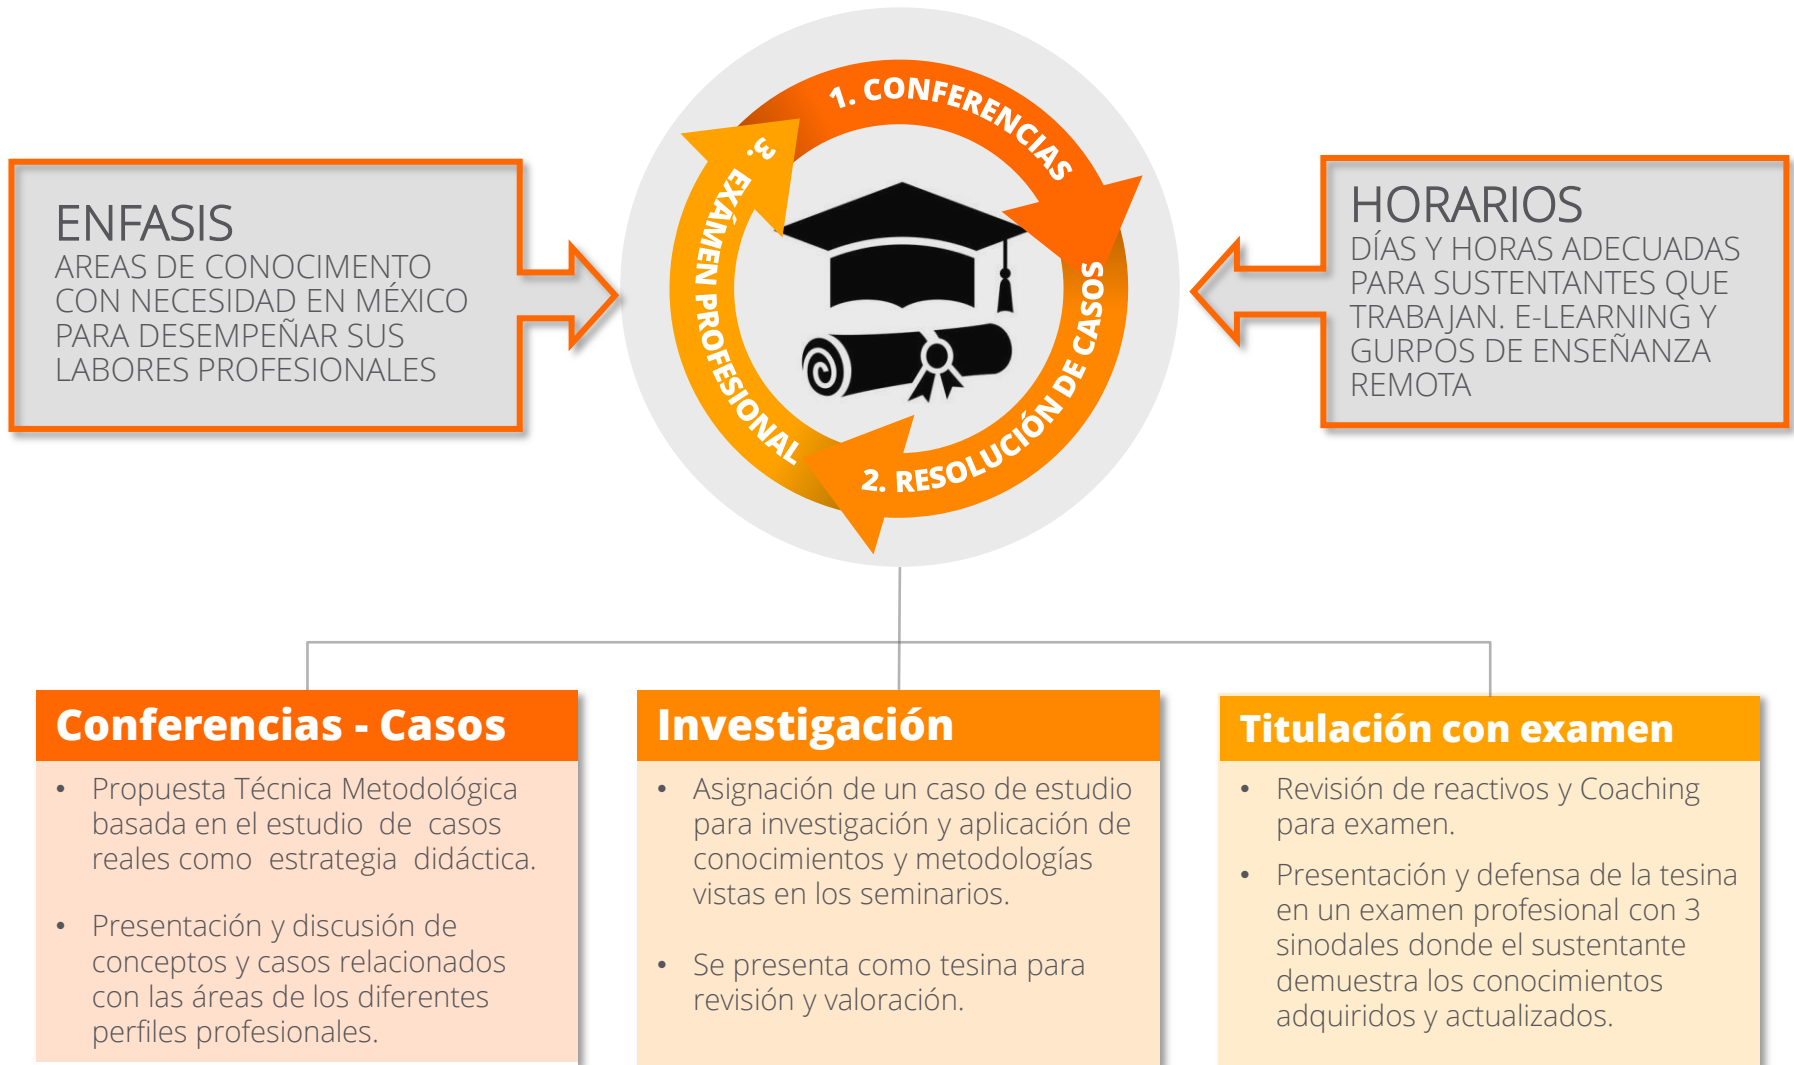 1. CONFERENCIAS
2. RESOLUCIÓN DE CASOS
3. EXÁMEN PROFESIONAL
ENFASIS
AREAS DE CONOCIMENTO
CON NECESIDAD EN MÉXICO
PARA DESEMPEÑAR SUS
LABORES PROFESIONALES
HORARIOS
DÍAS Y HORAS ADECUADAS
PARA SUSTENTANTES QUE
TRABAJAN. E-LEARNING Y
GURPOS DE ENSEÑANZA
REMOTA
Conferencias - Casos
• Propuesta Técnica Metodológica
basada en el estudio de casos
reales como estrategia didáctica.
• Presentación y discusión de
conceptos y casos relacionados
con las áreas de los diferentes
perfiles profesionales.
Investigación
• Asignación de un caso de estudio
para investigación y aplicación de
conocimientos y metodologías
vistas en los seminarios.
• Se presenta como tesina para
revisión y valoración.
Titulación con examen
• Revisión de reactivos y Coaching
para examen.
• Presentación y defensa de la tesina
en un examen profesional con 3
sinodales donde el sustentante
demuestra los conocimientos
adquiridos y actualizados.